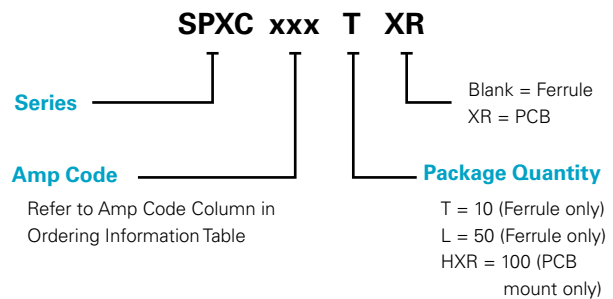 SPXC xxx T XR
Series
Blank = Ferrule
XR = PCB
Amp Code
Refer to Amp Code Column in
Ordering Information Table
Package Quantity
T = 10 (Ferrule only)
L = 50 (Ferrule only)
HXR = 100 (PCB
mount only)